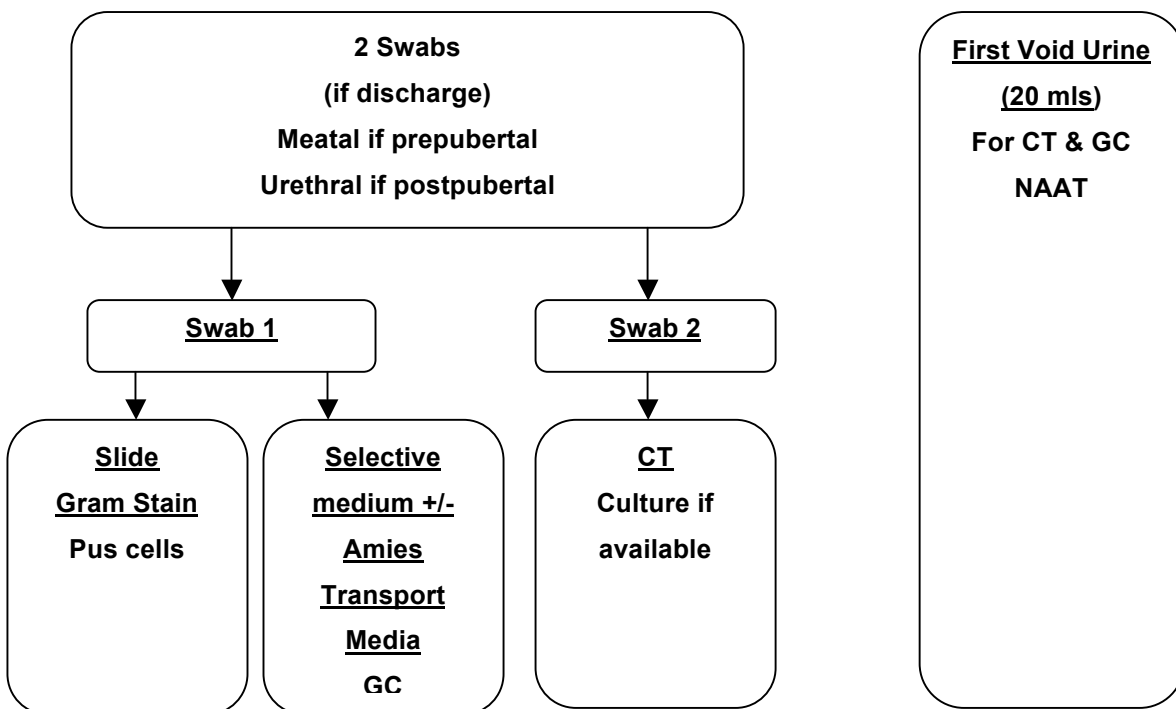 2 Swabs
(if discharge)
Meatal if prepubertal
Urethral if postpubertal
First Void Urine
(20 mls)
For CT & GC
NAAT
Swab 1
Swab 2
Slide
Gram Stain
Pus cells
Selective
medium +/-
Amies
Transport
Media
GC
CT
Culture if
available